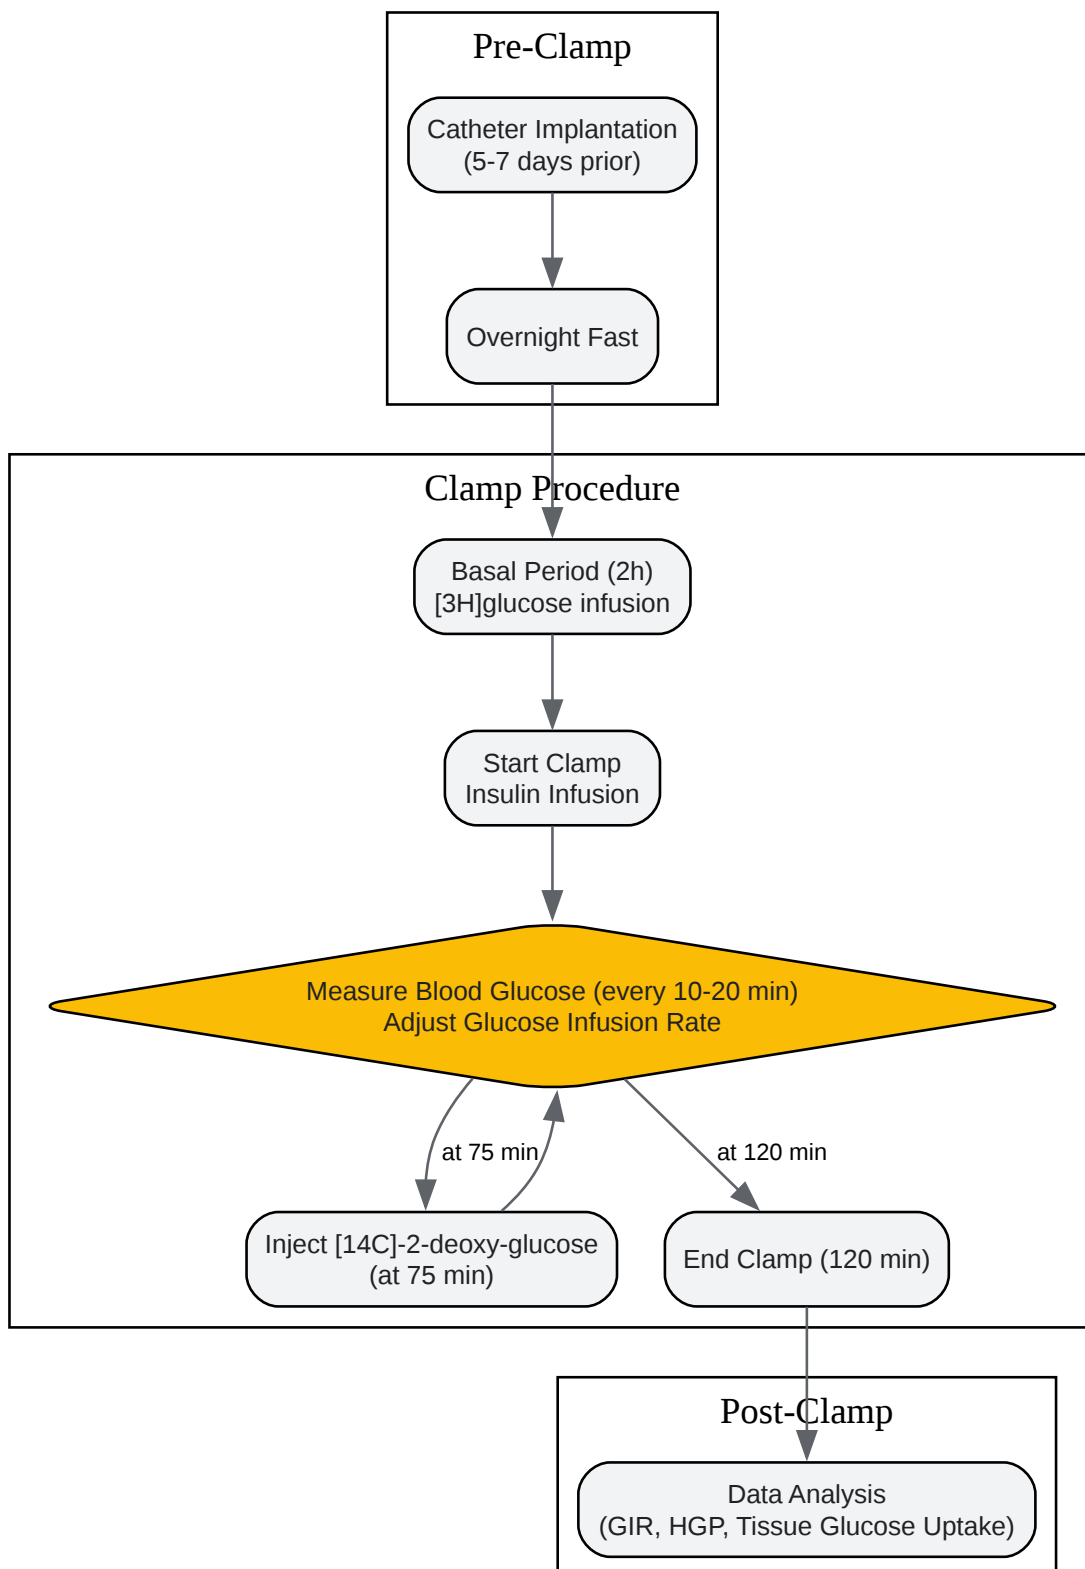 Pre-Clamp
Catheter Implantation
(5-7 days prior)
Overnight Fast
Clamp Procedure
Basal Period (2h)
[3H]glucose infusion
Start Clamp
Insulin Infusion
Measure Blood Glucose (every 10-20 min)
Adjust Glucose Infusion Rate
at 75 min
at 120 min
Inject [14C]-2-deoxy-glucose
(at 75 min)
End Clamp (120 min)
Post-Clamp
Data Analysis
(GIR, HGP, Tissue Glucose Uptake)